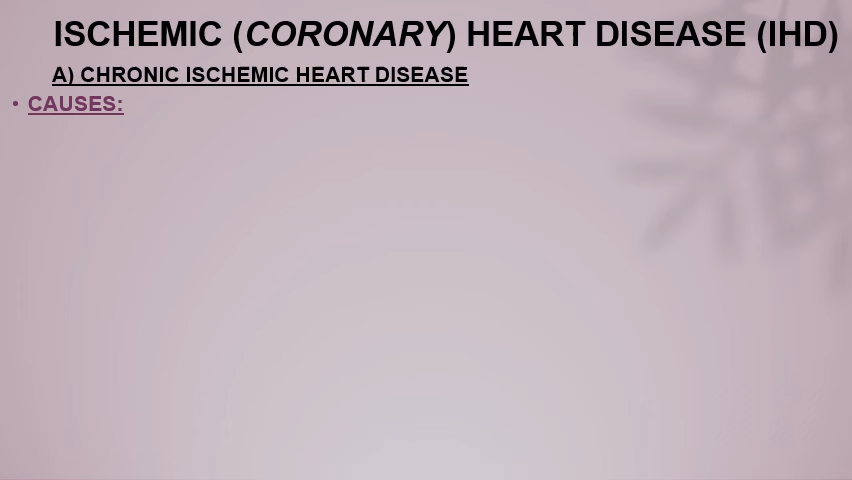 ISCHEMIC (CORONARY) HEART DISEASE (IHD)
A) CHRONIC ISCHEMIC HEART DISEASE
• CAUSES: